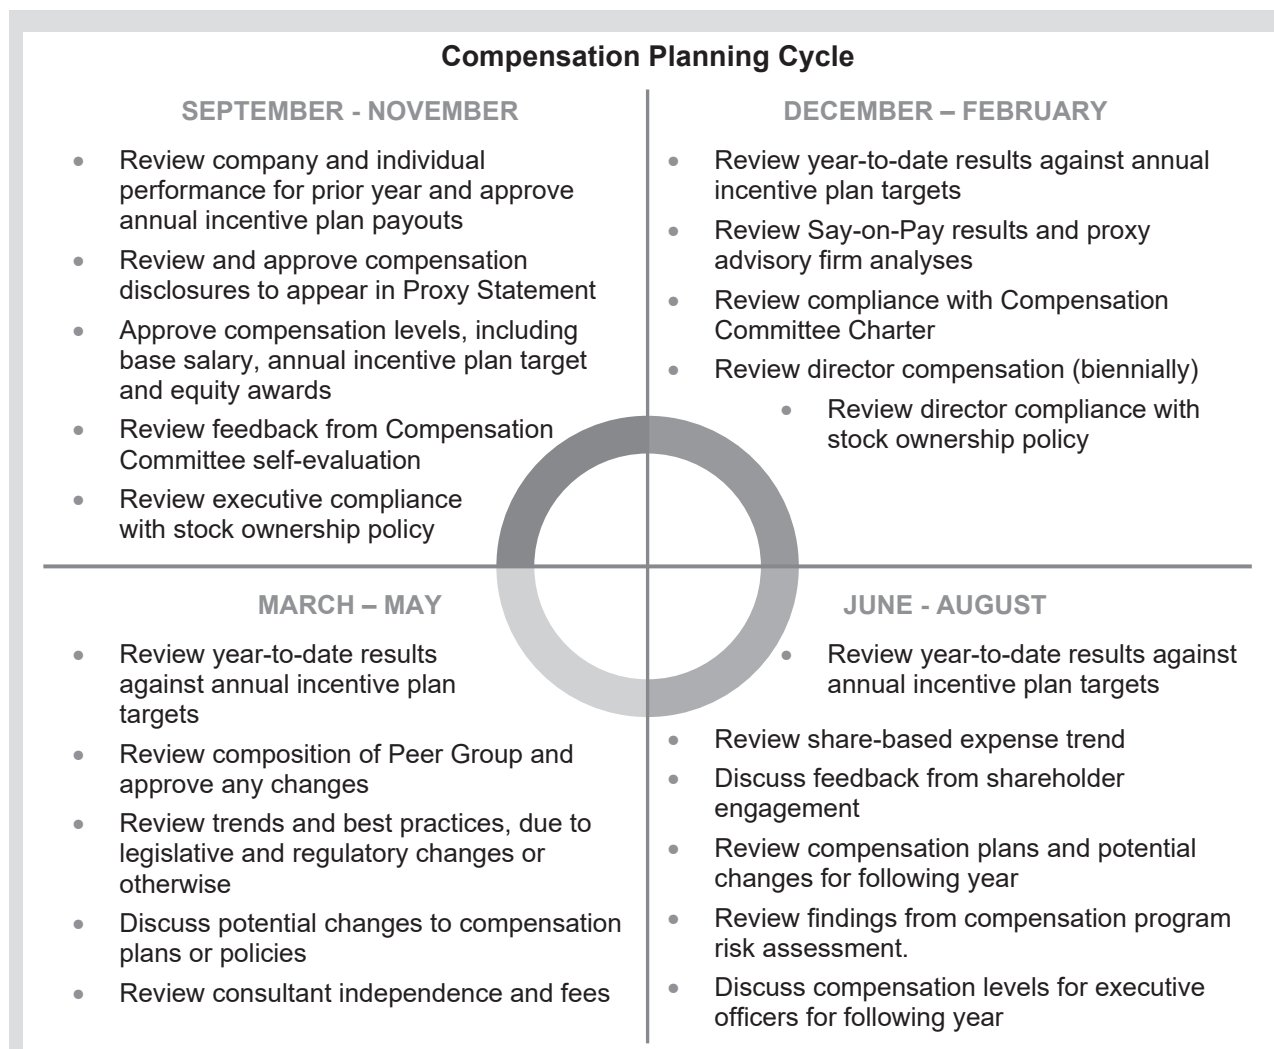 Compensation Planning Cycle
SEPTEMBER - NOVEMBER
• Review company and individual
performance for prior year and approve
annual incentive plan payouts
• Review and approve compensation
disclosures to appear in Proxy Statement
• Approve compensation levels, including
base salary, annual incentive plan target
and equity awards
• Review feedback from Compensation
Committee self-evaluation
• Review executive compliance
with stock ownership policy
DECEMBER – FEBRUARY
• Review year-to-date results against annual
incentive plan targets
• Review Say-on-Pay results and proxy
advisory firm analyses
• Review compliance with Compensation
Committee Charter
• Review director compensation (biennially)
• Review director compliance with
stock ownership policy
MARCH – MAY
• Review year-to-date results
against annual incentive plan
targets
• Review composition of Peer Group and
approve any changes
• Review trends and best practices, due to
legislative and regulatory changes or
otherwise
• Discuss potential changes to compensation
plans or policies
• Review consultant independence and fees
JUNE - AUGUST
• Review year-to-date results against
annual incentive plan targets
• Review share-based expense trend
• Discuss feedback from shareholder
engagement
• Review compensation plans and potential
changes for following year
• Review findings from compensation program
risk assessment.
• Discuss compensation levels for executive
officers for following year